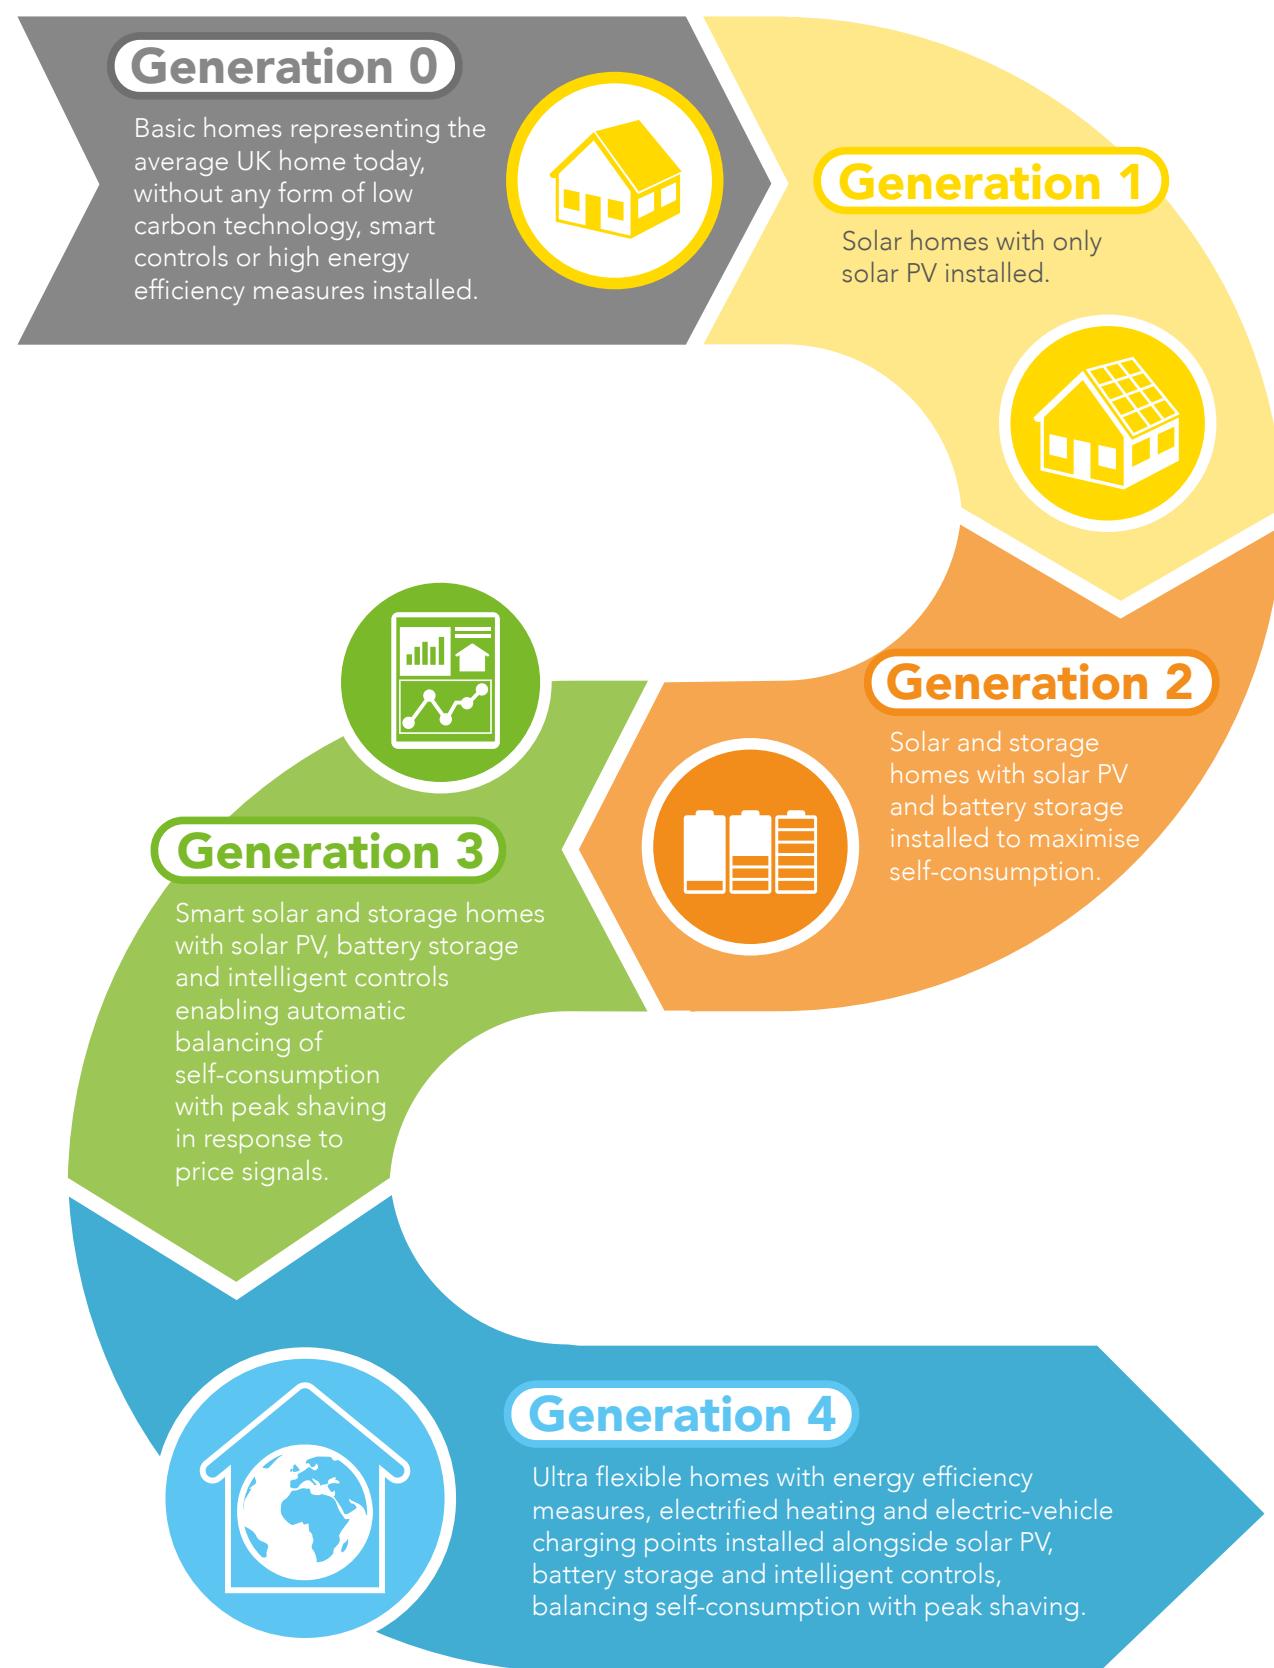 Generation 0
Basic homes representing the
average UK home today,
without any form of low
carbon technology, smart
controls or high energy
efficiency measures installed.
Generation 1
Solar homes with only
solar PV installed.
Generation 2
Solar and storage
homes with solar PV
and battery storage
installed to maximise
self-consumption.
Generation 3
Smart solar and storage homes
with solar PV, battery storage
and intelligent controls
enabling automatic
balancing of
self-consumption
with peak shaving
in response to
price signals.
Generation 4
Ultra flexible homes with energy efficiency
measures, electrified heating and electric-vehicle
charging points installed alongside solar PV,
battery storage and intelligent controls,
balancing self-consumption with peak shaving.